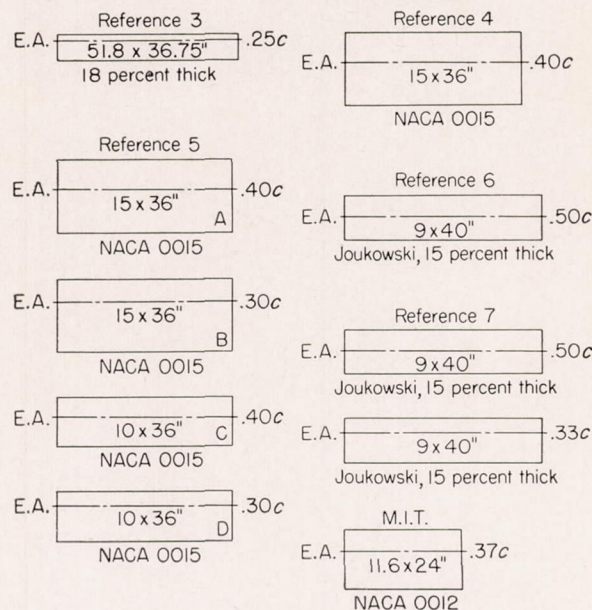 Reference 3
E.A. .25c
51.8 x 36.75"
18 percent thick
Reference 5
E.A. .40c
15 x 36"
A
NACA 0015
E.A. .30c
15 x 36"
B
NACA 0015
E.A. .40c
10 x 36" C
NACA 0015
E.A. .30c
10 x 36"
D
NACA 0015
Reference 4
E.A. .40c
15 x 36"
NACA 0015
Reference 6
E.A. .50c
9 x 40"
Joukowski, 15 percent thick
Reference 7
E.A. .50c
9 x 40"
Joukowski, 15 percent thick
E.A. .33c
9 x 40"
Joukowski, 15 percent thick
M.I.T.
E.A. .37c
11.6 x 24"
NACA 0012